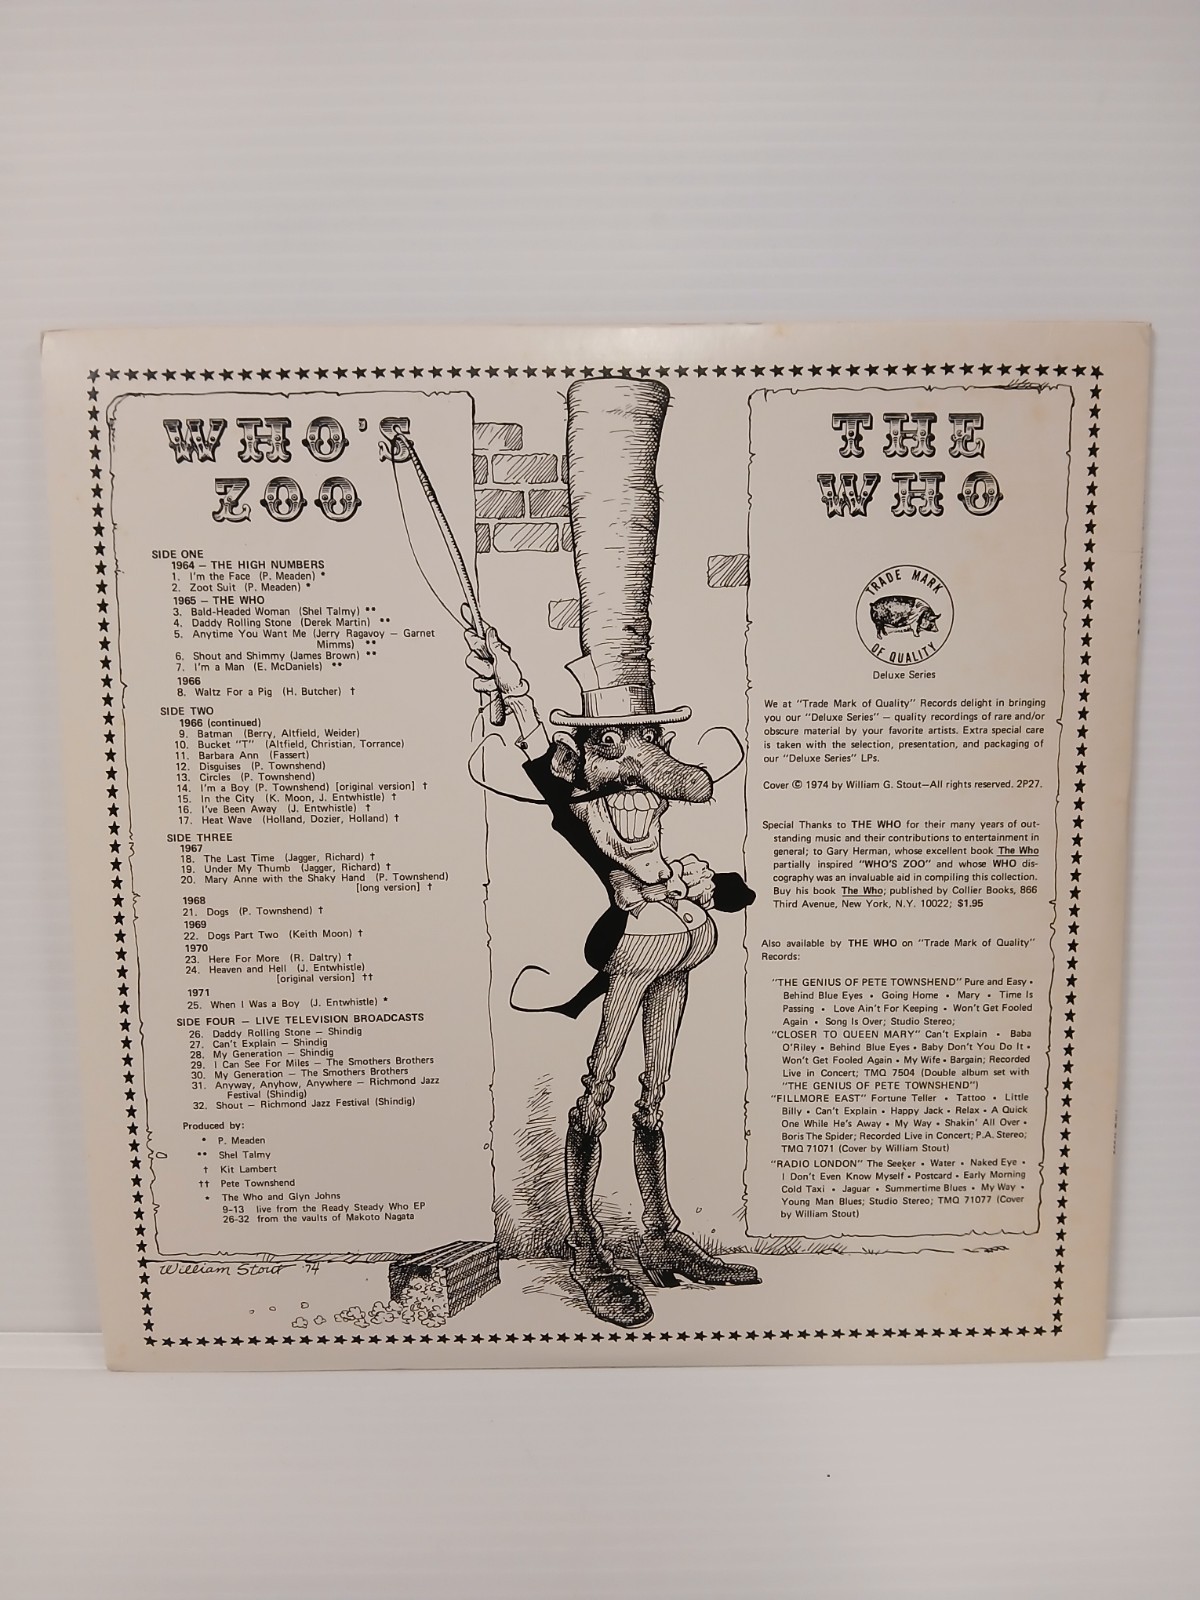 WHO'S
ZOO
SIDE ONE
1964 – THE HIGH NUMBERS
1. I'm the Face (P. Meaden) *
2. Zoot Suit (P. Meaden) *
1965 – THE WHO
3. Bald-Headed Woman (Shel Talmy) **
4. Daddy Rolling Stone (Derek Martin) **
5. Anytime You Want Me (Jerry Ragavoy – Garnet
Mimms) **
6. Shout and Shimmy (James Brown) **
7. I'm a Man (E. McDaniels) **
1966
8. Waltz For a Pig (H. Butcher) †
SIDE TWO
1966 (continued)
9. Batman (Berry, Altfield, Weider)
10. Bucket "T" (Altfield, Christian, Torrance)
11. Barbara Ann (Fassert)
12. Disguises (P. Townshend)
13. Circles (P. Townshend)
14. I'm a Boy (P. Townshend) [original version] †
15. In the City (K. Moon, J. Entwhistle) †
16. I've Been Away (J. Entwhistle) †
17. Heat Wave (Holland, Dozier, Holland) †
SIDE THREE
1967
18. The Last Time (Jagger, Richard) †
19. Under My Thumb (Jagger, Richard) †
20. Mary Anne with the Shaky Hand (P. Townshend)
[long version] †
1968
21. Dogs (P. Townshend) †
1969
22. Dogs Part Two (Keith Moon) †
1970
23. Here For More (R. Daltry) †
24. Heaven and Hell (J. Entwhistle)
[original version] ††
1971
25. When I Was a Boy (J. Entwhistle) *
SIDE FOUR – LIVE TELEVISION BROADCASTS
26. Daddy Rolling Stone – Shindig
27. Can't Explain – Shindig
28. My Generation – Shindig
29. I Can See For Miles – The Smothers Brothers
30. My Generation – The Smothers Brothers
31. Anyway, Anyhow, Anywhere – Richmond Jazz
Festival (Shindig)
32. Shout – Richmond Jazz Festival (Shindig)
Produced by:
* P. Meaden
** Shel Talmy
† Kit Lambert
†† Pete Townshend
* The Who and Glyn Johns
9–13 live from the Ready Steady Who EP
26-32 from the vaults of Makoto Nagata
William Stout '74
THE
WHO
TRADE MARK
OF QUALITY
Deluxe Series
We at "Trade Mark of Quality" Records delight in bringing
you our "Deluxe Series" – quality recordings of rare and/or
obscure material by your favorite artists. Extra special care
is taken with the selection, presentation, and packaging of
our "Deluxe Series" LPs.
Cover © 1974 by William G. Stout—All rights reserved. 2P27.
Special Thanks to THE WHO for their many years of out-
standing music and their contributions to entertainment in
general; to Gary Herman, whose excellent book The Who
partially inspired "WHO'S ZOO" and whose WHO dis-
cography was an invaluable aid in compiling this collection.
Buy his book The Who; published by Collier Books, 866
Third Avenue, New York, N.Y. 10022; $1.95
Also available by THE WHO on "Trade Mark of Quality"
Records:
"THE GENIUS OF PETE TOWNSHEND" Pure and Easy •
Behind Blue Eyes • Going Home • Mary • Time Is
Passing • Love Ain't For Keeping • Won't Get Fooled
Again • Song Is Over; Studio Stereo;
"CLOSER TO QUEEN MARY" Can't Explain • Baba
O'Riley • Behind Blue Eyes • Baby Don't You Do It •
Won't Get Fooled Again • My Wife • Bargain; Recorded
Live in Concert; TMQ 7504 (Double album set with
"THE GENIUS OF PETE TOWNSHEND")
"FILLMORE EAST" Fortune Teller • Tattoo • Little
Billy • Can't Explain • Happy Jack • Relax • A Quick
One While He's Away • My Way • Shakin' All Over •
Boris The Spider; Recorded Live in Concert; P.A. Stereo;
TMQ 71071 (Cover by William Stout)
"RADIO LONDON" The Seeker • Water • Naked Eye •
I Don't Even Know Myself • Postcard • Early Morning
Cold Taxi • Jaguar • Summertime Blues • My Way •
Young Man Blues; Studio Stereo; TMQ 71077 (Cover
by William Stout)